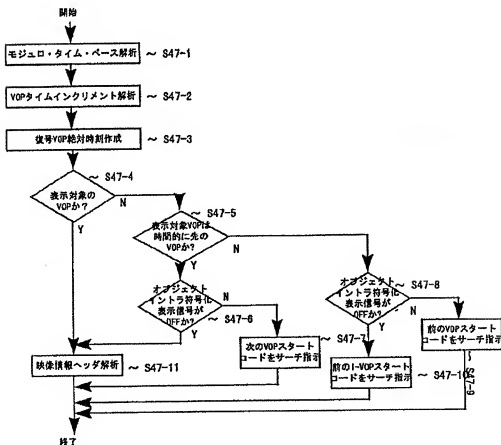 開始
モジュロ・タイム・ベース解析
~ S47-1
VOPタイムインクリメント解析
~ S47-2
復号VOP絶対時刻作成
~ S47-3
~ S47-4
表示対象の
VOPか?
N
Y
~ S47-5
表示対象VOPは
時間的に先の
VOPか?
N
Y
オブジェクト
イントラ符号化
表示信号が
OFFか?
N
Y
~ S47-6
オブジェクト
イントラ符号化
表示信号が
OFFか?
~ S47-8
N
Y
次のVOPスタート
コードをサーチ指示
~ S47-7
前のVOPスタート
コードをサーチ指示
~ S47-9
前のI-VOPスタート
コードをサーチ指示
~ S47-10
映像情報ヘッダ解析
~ S47-11
終了